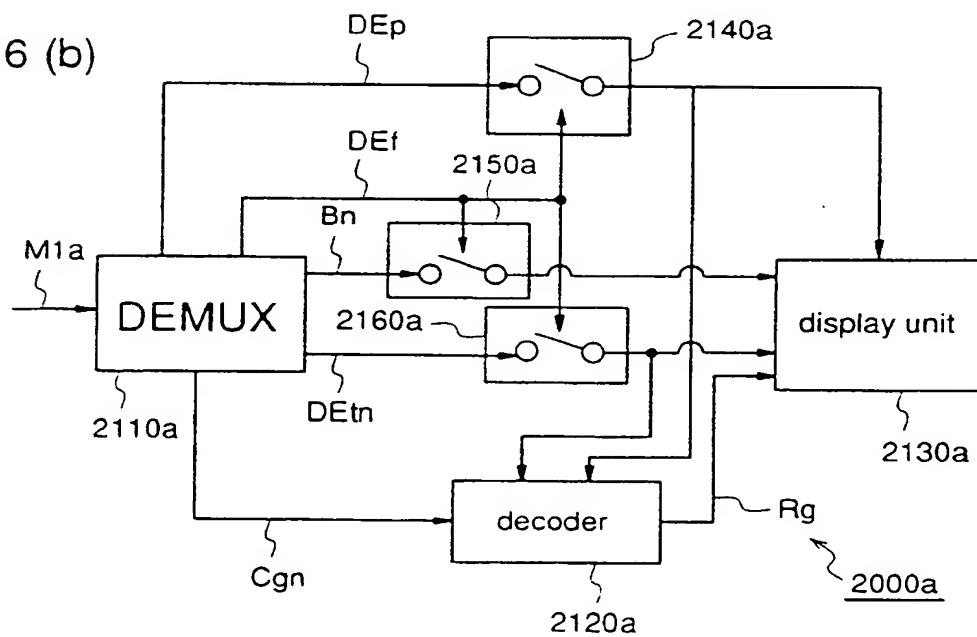 6 (b)
DEp
2140a
DEf
2150a
Bn
M1a
DEMUX
2160a
display unit
DEtn
2110a
2130a
decoder
Rg
Cgn
2000a
2120a